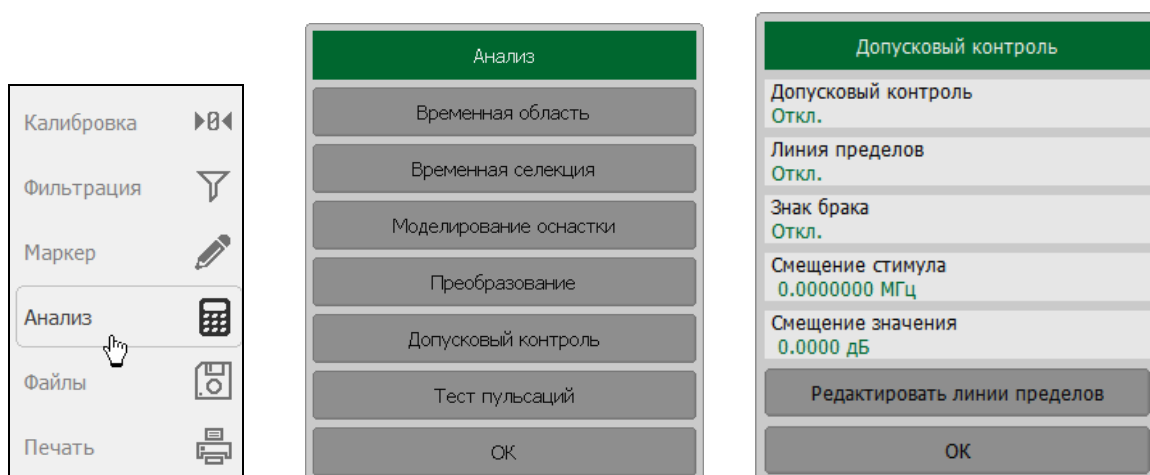 Калибровка
Фильтрация
Маркер
Анализ
Файлы
Печать
Анализ
Временная область
Временная селекция
Моделирование оснастки
Преобразование
Допусковый контроль
Тест пульсаций
ОК
Допусковый контроль
Допусковый контроль
Откл.
Линия пределов
Откл.
Знак брака
Откл.
Смещение стимула
0.0000000 МГц
Смещение значения
0.0000 дБ
Редактировать линии пределов
ОК